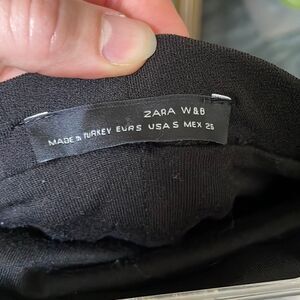 ZARA W&B
MADE IN TURKEY EUR S USA S MEX 26